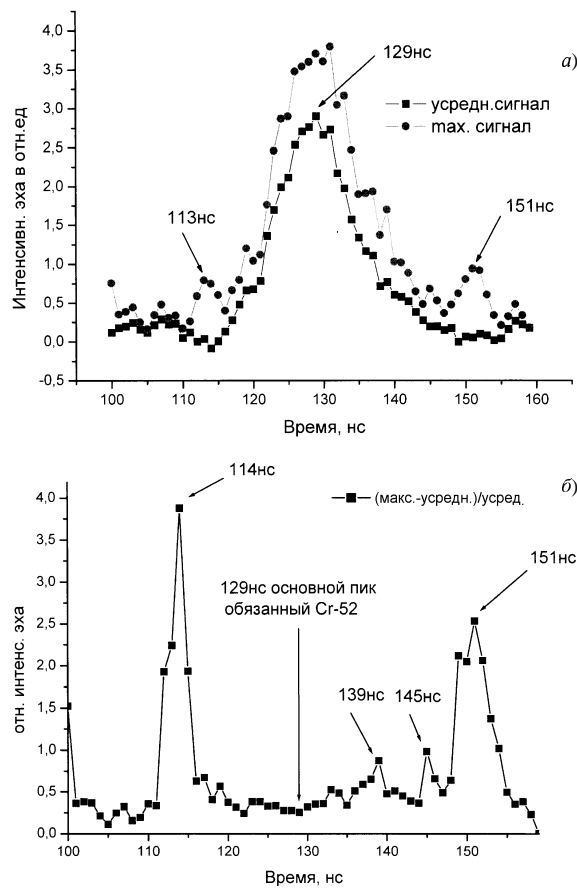 4,0
3,5
3,0
2,5
2,0
1,5
1,0
0,5
0,0
-0,5
Интенсивн. эха в отн.ед
129нс
а)
усредн.сигнал
max. сигнал
113нс
151нс
100 110 120 130 140 150 160
Время, нс
114нс
б)
4,0
3,5
3,0
2,5
2,0
1,5
1,0
0,5
0,0
отн. интенс. эха
(макс.-усредн.)/усред.
129нс основной пик
обязанный Cr-52
151нс
139нс
145нс
100 110 120 130 140 150
Время, нс